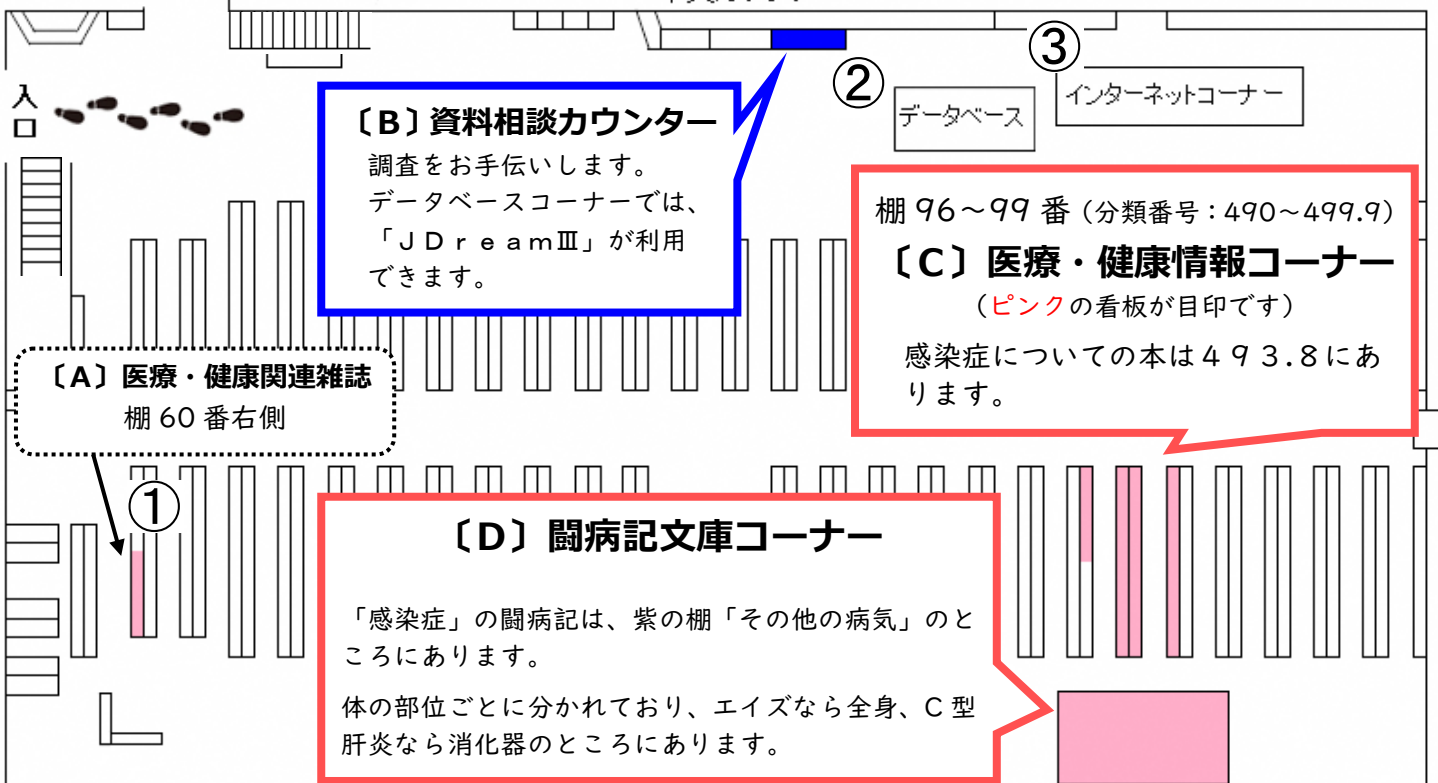 入
口
〔B〕資料相談カウンター
調査をお手伝いします。
データベースコーナーでは、
「ＪＤｒｅａｍⅢ」が利用
できます。
②
データベース
③
インターネットコーナー
棚 96～99 番（分類番号：490～499.9）
〔C〕医療・健康情報コーナー
（ピンクの看板が目印です）
感染症についての本は４９３.８にあ
ります。
〔A〕医療・健康関連雑誌
棚 60 番右側
①
〔D〕闘病記文庫コーナー
「感染症」の闘病記は、紫の棚「その他の病気」のと
ころにあります。
体の部位ごとに分かれており、エイズなら全身、C 型
肝炎なら消化器のところにあります。